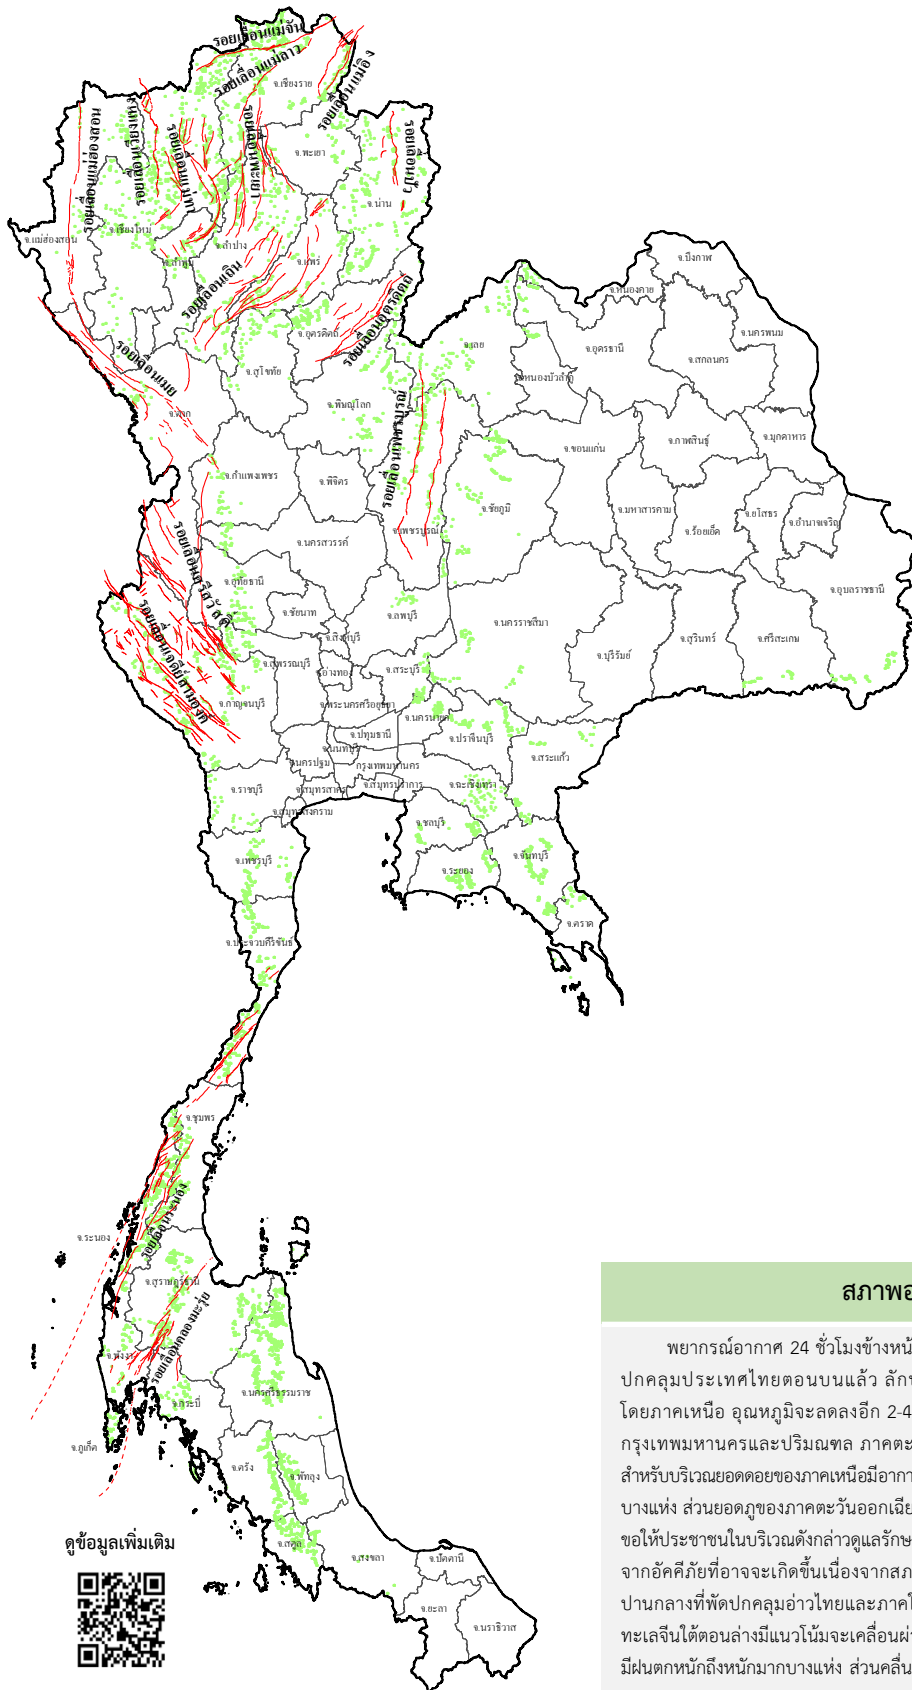 รอยเลื่อนแม่จัน
รอยเลื่อนแม่ลาว
รอยเลื่อนแม่อิง
จ.เชียงราย
รอยเลื่อนแม่ฮ่องสอน
รอยเลื่อนแม่ทา
รอยเลื่อนพะเยา
รอยเลื่อนปัว
จ.พะเยา
จ.น่าน
จ.แม่ฮ่องสอน
จ.เชียงใหม่
จ.ลำปาง
จ.ลำพูน
จ.แพร่
รอยเลื่อนเถิน
จ.บึงกาฬ
จ.หนองคาย
จ.นครพนม
รอยเลื่อนอุตรดิตถ์
จ.อุตรดิตถ์
จ.เลย
จ.อุดรธานี
จ.สกลนคร
รอยเลื่อนเมย
จ.สุโขทัย
จ.หนองบัวลำภู
จ.ตาก
จ.พิษณุโลก
รอยเลื่อนเพชรบูรณ์
จ.ขอนแก่น
จ.กาฬสินธุ์
จ.มุกดาหาร
จ.กำแพงเพชร
จ.พิจิตร
จ.ชัยภูมิ
จ.มหาสารคาม
จ.ยโสธร
จ.อำนาจเจริญ
จ.ร้อยเอ็ด
จ.เพชรบูรณ์
จ.นครสวรรค์
รอยเลื่อนศรีสวัสดิ์
จ.อุทัยธานี
จ.อุบลราชธานี
จ.ชัยนาท
จ.ลพบุรี
จ.นครราชสีมา
จ.สิงห์บุรี
จ.บุรีรัมย์
จ.สุรินทร์
จ.ศรีสะเกษ
รอยเลื่อนเจดีย์สามองค์
จ.สุพรรณบุรี
จ.อ่างทอง
จ.สระบุรี
จ.กาญจนบุรี
จ.พระนครศรีอยุธยา
จ.นครนายก
จ.ปทุมธานี
จ.ปราจีนบุรี
จ.นนทบุรี
จ.สระแก้ว
จ.นครปฐม
กรุงเทพมหานคร
จ.ราชบุรี
จ.สมุทรสาคร
จ.สมุทรปราการ
จ.ฉะเชิงเทรา
จ.สมุทรสงคราม
จ.ชลบุรี
จ.เพชรบุรี
จ.ระยอง
จ.จันทบุรี
จ.ตราด
จ.ประจวบคีรีขันธ์
จ.ชุมพร
รอยเลื่อนระนอง
จ.ระนอง
จ.สุราษฎร์ธานี
รอยเลื่อนคลองมะรุ่ย
จ.พังงา
จ.กระบี่
จ.นครศรีธรรมราช
จ.ภูเก็ต
จ.ตรัง
จ.พัทลุง
จ.สตูล
จ.สงขลา
จ.ปัตตานี
จ.ยะลา
จ.นราธิวาส
ดูข้อมูลเพิ่มเติม
สภาพอ
พยากรณ์อากาศ 24 ชั่วโมงข้างหน้
ปกคลุมประเทศไทยตอนบนแล้ว ลักษ
โดยภาคเหนือ อุณหภูมิจะลดลงอีก 2-4
กรุงเทพมหานครและปริมณฑล ภาคตะ
สำหรับบริเวณยอดดอยของภาคเหนือมีอากา
บางแห่ง ส่วนยอดภูของภาคตะวันออกเฉีย
ขอให้ประชาชนในบริเวณดังกล่าวดูแลรักษ
จากอัคคีภัยที่อาจจะเกิดขึ้นเนื่องจากสภ
ปานกลางที่พัดปกคลุมอ่าวไทยและภาคใ
ทะเลจีนใต้ตอนล่างมีแนวโน้มจะเคลื่อนผ่
มีฝนตกหนักถึงหนักมากบางแห่ง ส่วนคลื่น